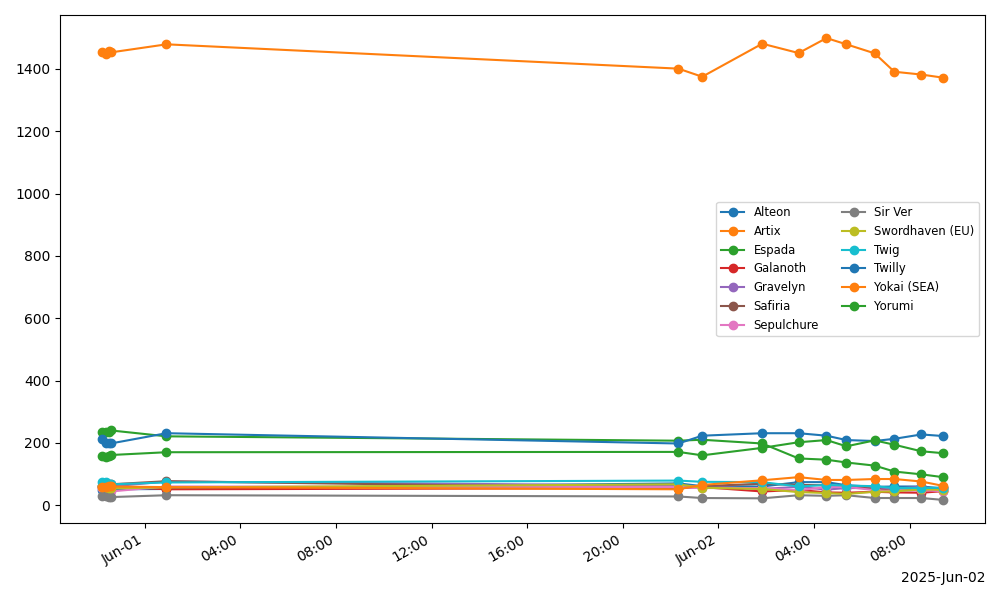 1400
1200
1000
800
600
400
200
0
Alteon
Artix
Espada
Galanoth
Gravelyn
Safiria
Sepulchure
Sir Ver
Swordhaven (EU)
Twig
Twilly
Yokai (SEA)
Yorumi
Jun-01
04:00
08:00
12:00
16:00
20:00
Jun-02
04:00
08:00
2025-Jun-02